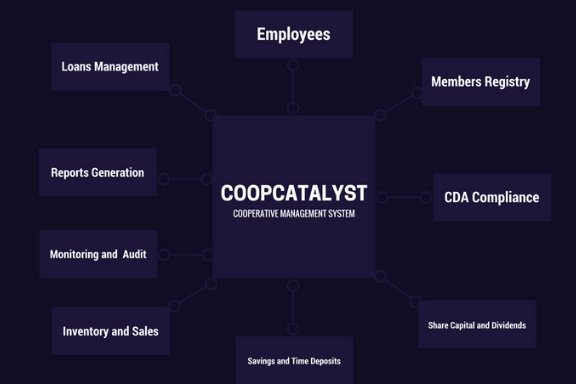 Employees
Loans Management
Members Registry
Reports Generation
COOPCATALYST
COOPERATIVE MANAGEMENT SYSTEM
CDA Compliance
Monitoring and Audit
Inventory and Sales
Share Capital and Dividends
Savings and Time Deposits